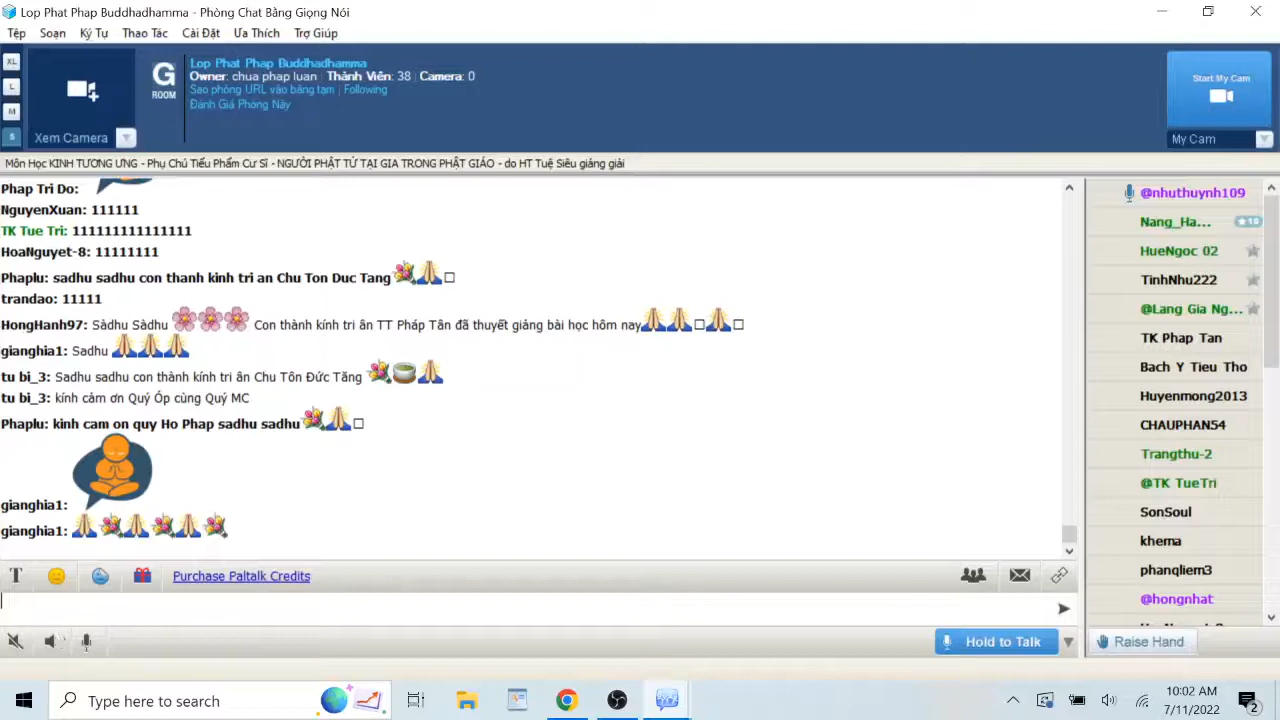 Lop Phat Phap Buddhadhamma - Phòng Chat Bằng Giọng Nói
Tệp Soạn Ký Tự Thao Tác Cài Đặt Ưa Thích Trợ Giúp
XL
L
M
S
Xem Camera
G
ROOM
Lop Phat Phap Buddhadhamma
Owner: chua phap luan | Thành Viên: 38 | Camera: 0
Sao phỏng URL vào bảng tạm | Following
Đánh Giá Phòng Này
Start My Cam
My Cam
Môn Học KINH TƯƠNG ƯNG - Phụ Chú Tiểu Phẩm Cư Sĩ - NGƯỜI PHẬT TỬ TẠI GIA TRONG PHẬT GIÁO - do HT Tuệ Siêu giảng giải
Phap Tri Do:
NguyenXuan: 111111
TK Tue Tri: 111111111111111
HoaNguyet-8: 11111111
Phaplu: sadhu sadhu con thanh kinh tri an Chu Ton Duc Tang
trandao: 11111
HongHanh97: Sàdhu Sàdhu Con thành kính tri ân TT Pháp Tân đã thuyết giảng bài học hôm nay
gianghia1: Sadhu
tu bi_3: Sadhu sadhu con thành kính tri ân Chư Tôn Đức Tăng
tu bi_3: kính cảm ơn Quý Óp cùng Quý MC
Phaplu: kinh cam on quy Ho Phap sadhu sadhu
gianghia1:
gianghia1:
@nhuthuynh109
Nang_Ha... 10
HueNgoc 02
TinhNhu222
@Lang Gia Ng...
TK Phap Tan
Bach Y Tieu Tho
Huyenmong2013
CHAUPHAN54
Trangthu-2
@TK TueTri
SonSoul
khema
phanqliem3
@hongnhat
T Purchase Paltalk Credits
Hold to Talk
Raise Hand
Type here to search
10:02 AM
7/11/2022
2